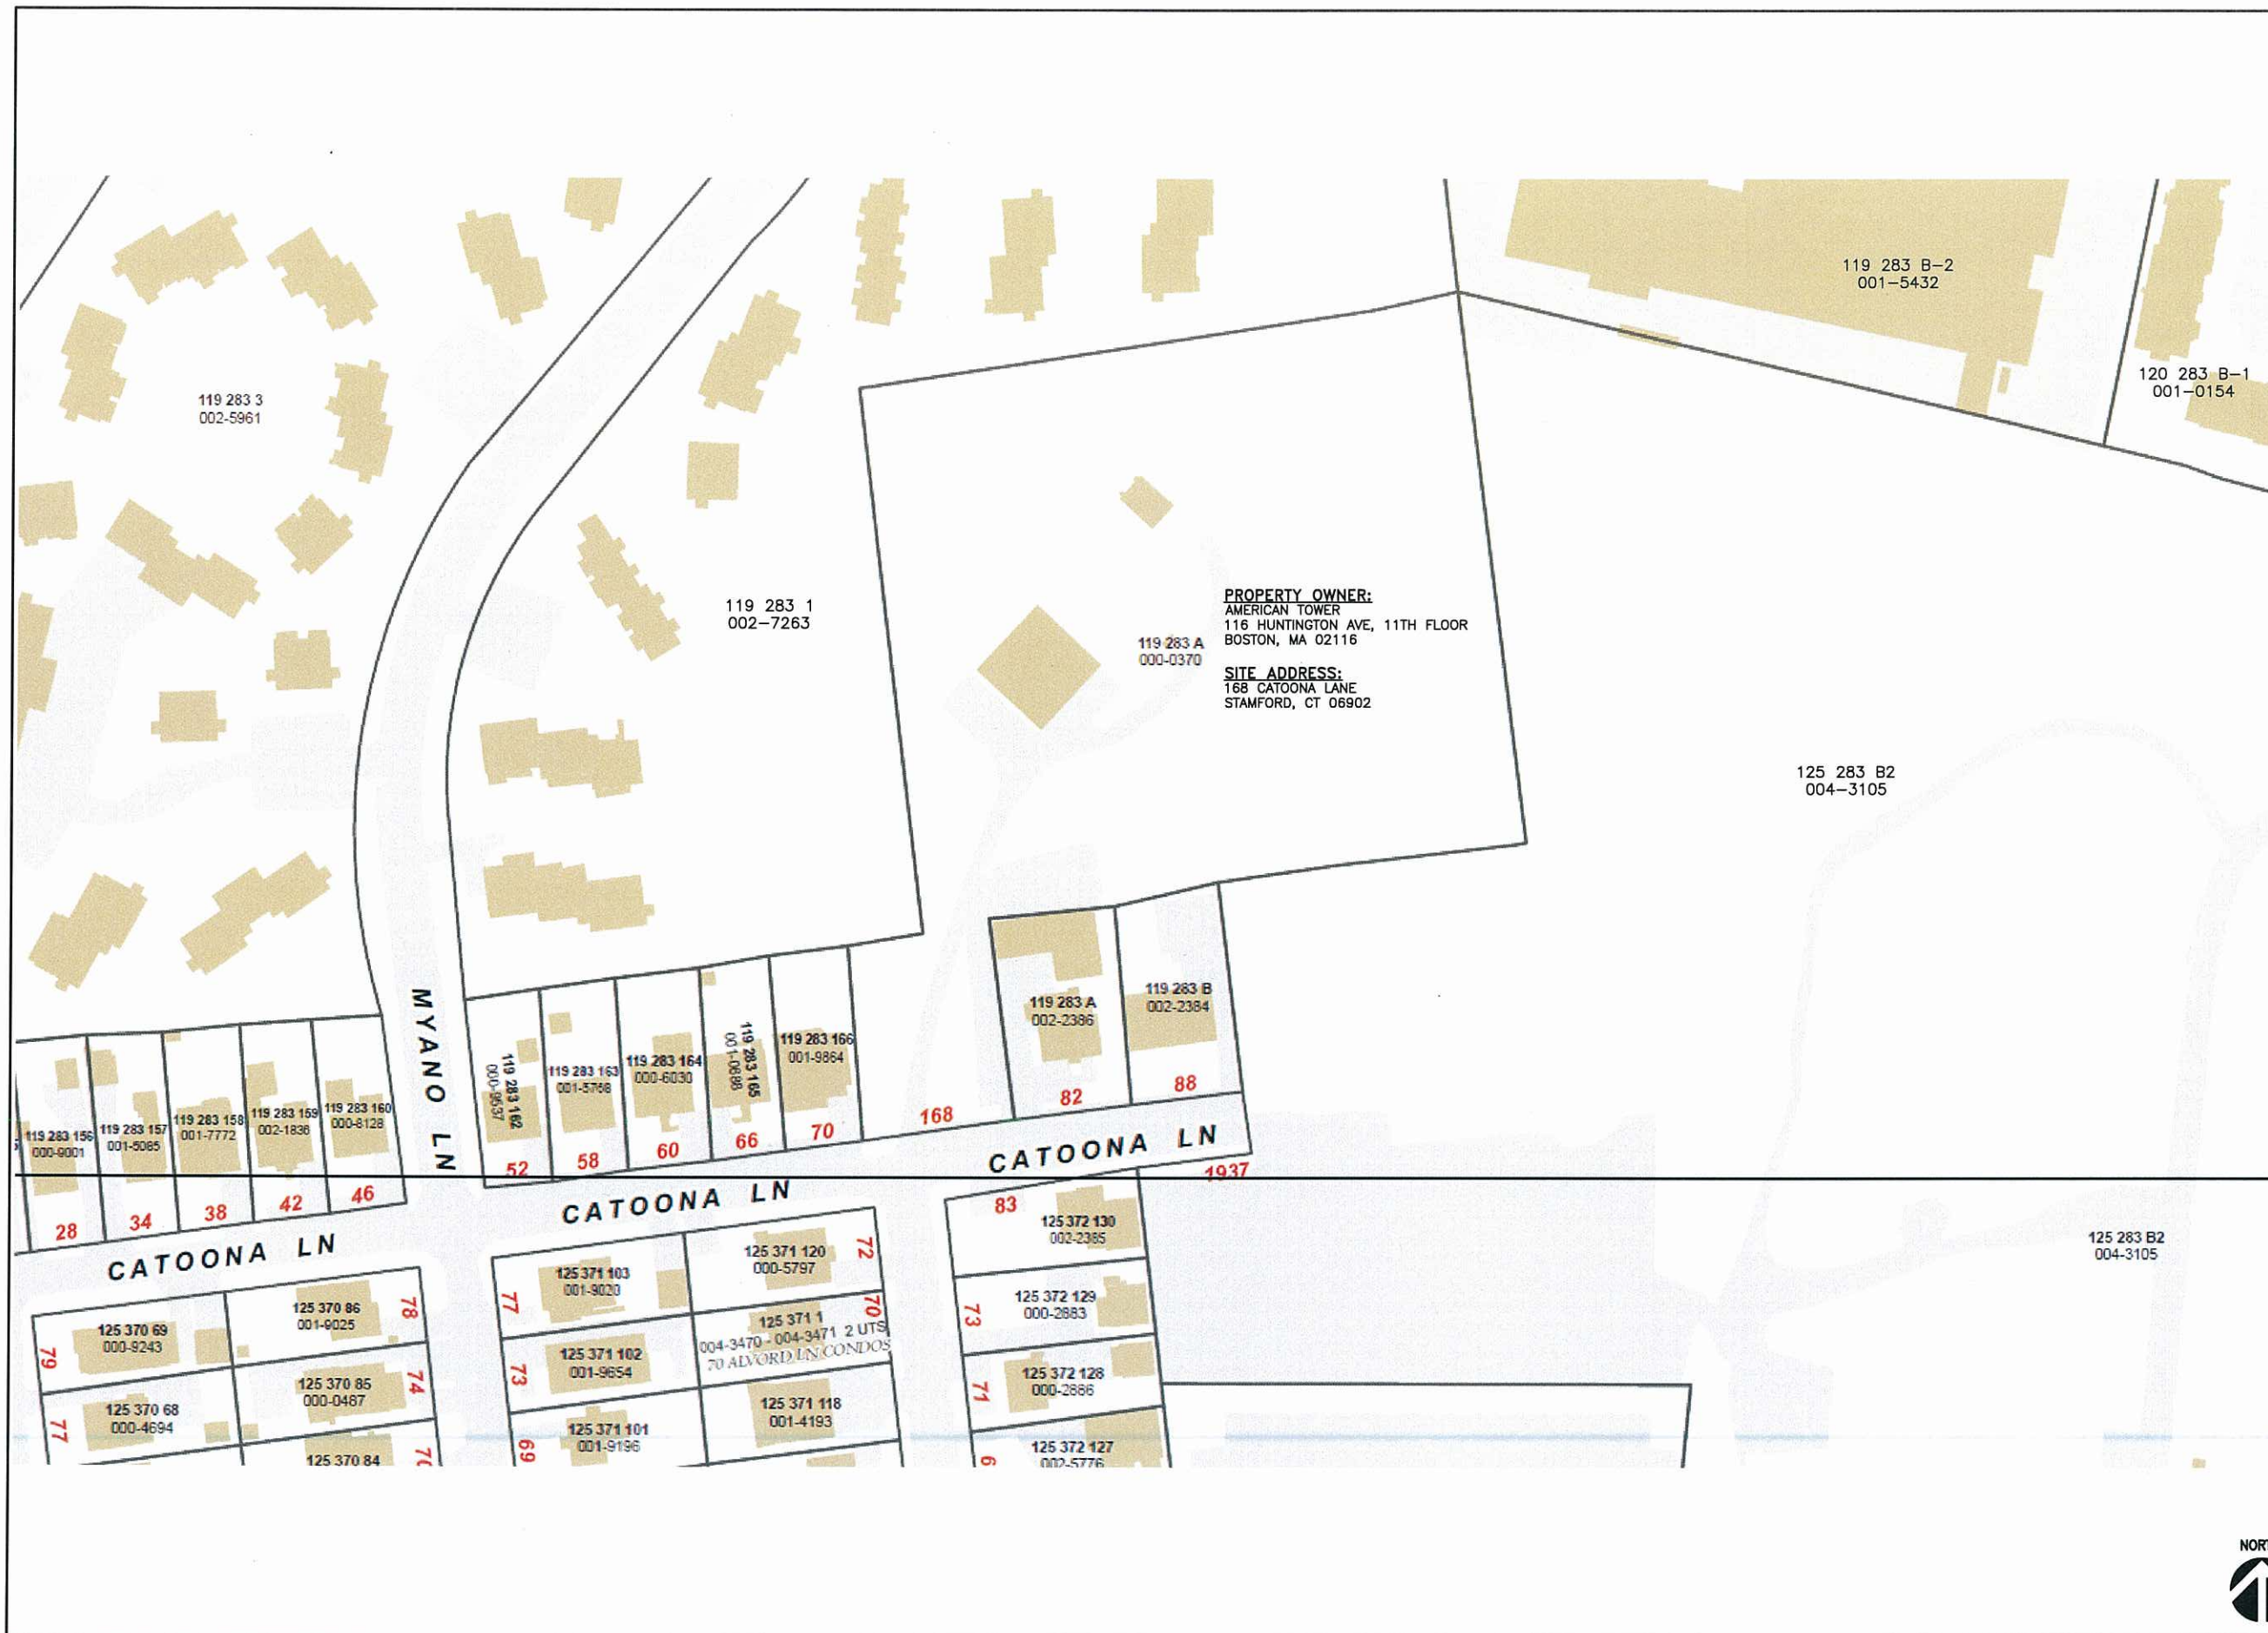 119 283 B-2
001-5432
120 283 B-1
001-0154
119 283 3
002-5961
119 283 1
002-7263
119 283 A
000-0370
PROPERTY OWNER:
AMERICAN TOWER
116 HUNTINGTON AVE, 11TH FLOOR
BOSTON, MA 02116
SITE ADDRESS:
168 CATOONA LANE
STAMFORD, CT 06902
125 283 B2
004-3105
MYANO LN
119 283 A
002-2386
82
119 283 B
002-2384
88
119 283 156
000-9001
28
119 283 157
001-5085
34
119 283 158
001-7772
38
119 283 159
002-1836
42
119 283 160
000-8128
46
119 283 162
000-9537
52
119 283 163
001-5768
58
119 283 164
000-6030
60
119 283 165
001-0688
66
119 283 166
001-9864
70
168
CATOONA LN
1937
CATOONA LN
CATOONA LN
83
125 372 130
002-2385
125 283 B2
004-3105
79
125 370 69
000-9243
125 370 86
001-9025
78
77
125 371 103
001-9020
125 371 120
000-5797
72
73
125 372 129
000-2883
77
125 370 68
000-4694
125 370 85
000-0487
74
73
125 371 102
001-9654
125 371 1
004-3470 - 004-3471 2 UTS
70 ALVORD LN CONDOS
70
71
125 372 128
000-2886
125 370 84
69
125 371 101
001-9196
125 371 118
001-4193
125 372 127
002-5776